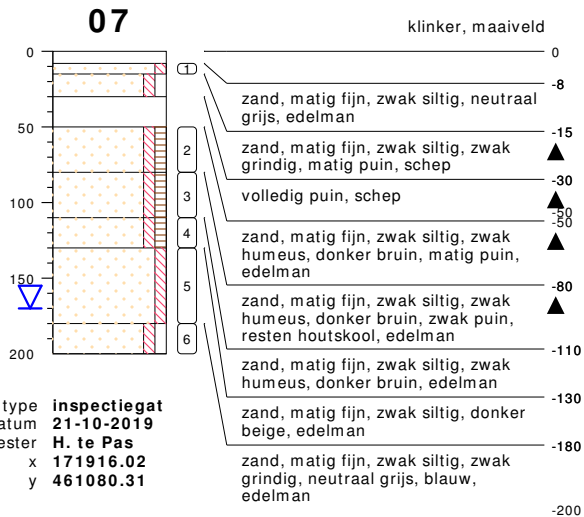 07
klinker, maaiveld
0
0
1
-8
zand, matig fijn, zwak siltig, neutraal
grijs, edelman
-15
zand, matig fijn, zwak siltig, zwak
grindig, matig puin, schep
-30
volledig puin, schep
-50
-50
50
2
zand, matig fijn, zwak siltig, zwak
humeus, donker bruin, matig puin,
edelman
-80
100
3
zand, matig fijn, zwak siltig, zwak
humeus, donker bruin, zwak puin,
resten houtskool, edelman
-110
4
zand, matig fijn, zwak siltig, zwak
humeus, donker bruin, edelman
-130
150
5
zand, matig fijn, zwak siltig, donker
beige, edelman
-180
200
6
zand, matig fijn, zwak siltig, zwak
grindig, neutraal grijs, blauw,
edelman
-200
type inspectiegat
atum 21-10-2019
ester H. te Pas
x 171916.02
y 461080.31